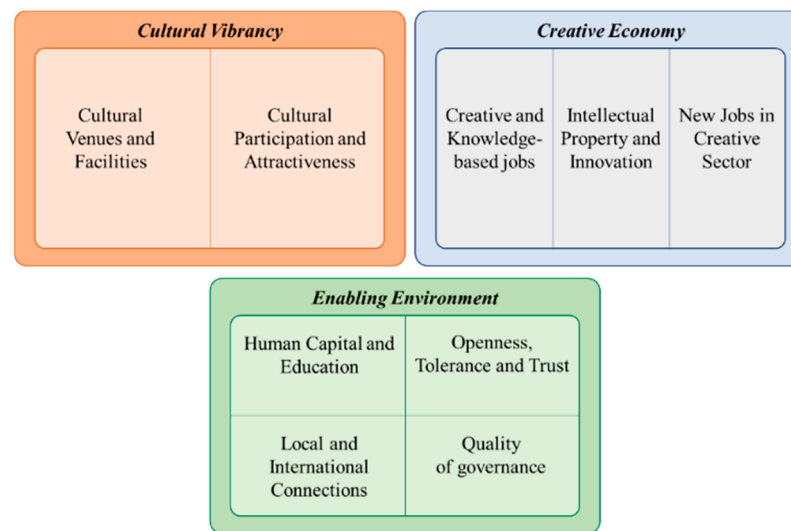 Cultural Vibrancy
Cultural
Venues and
Facilities
Cultural
Participation and
Attractiveness
Creative Economy
Creative and
Knowledge-
based jobs
Intellectual
Property and
Innovation
New Jobs in
Creative
Sector
Enabling Environment
Human Capital and
Education
Openness,
Tolerance and Trust
Local and
International
Connections
Quality
of governance